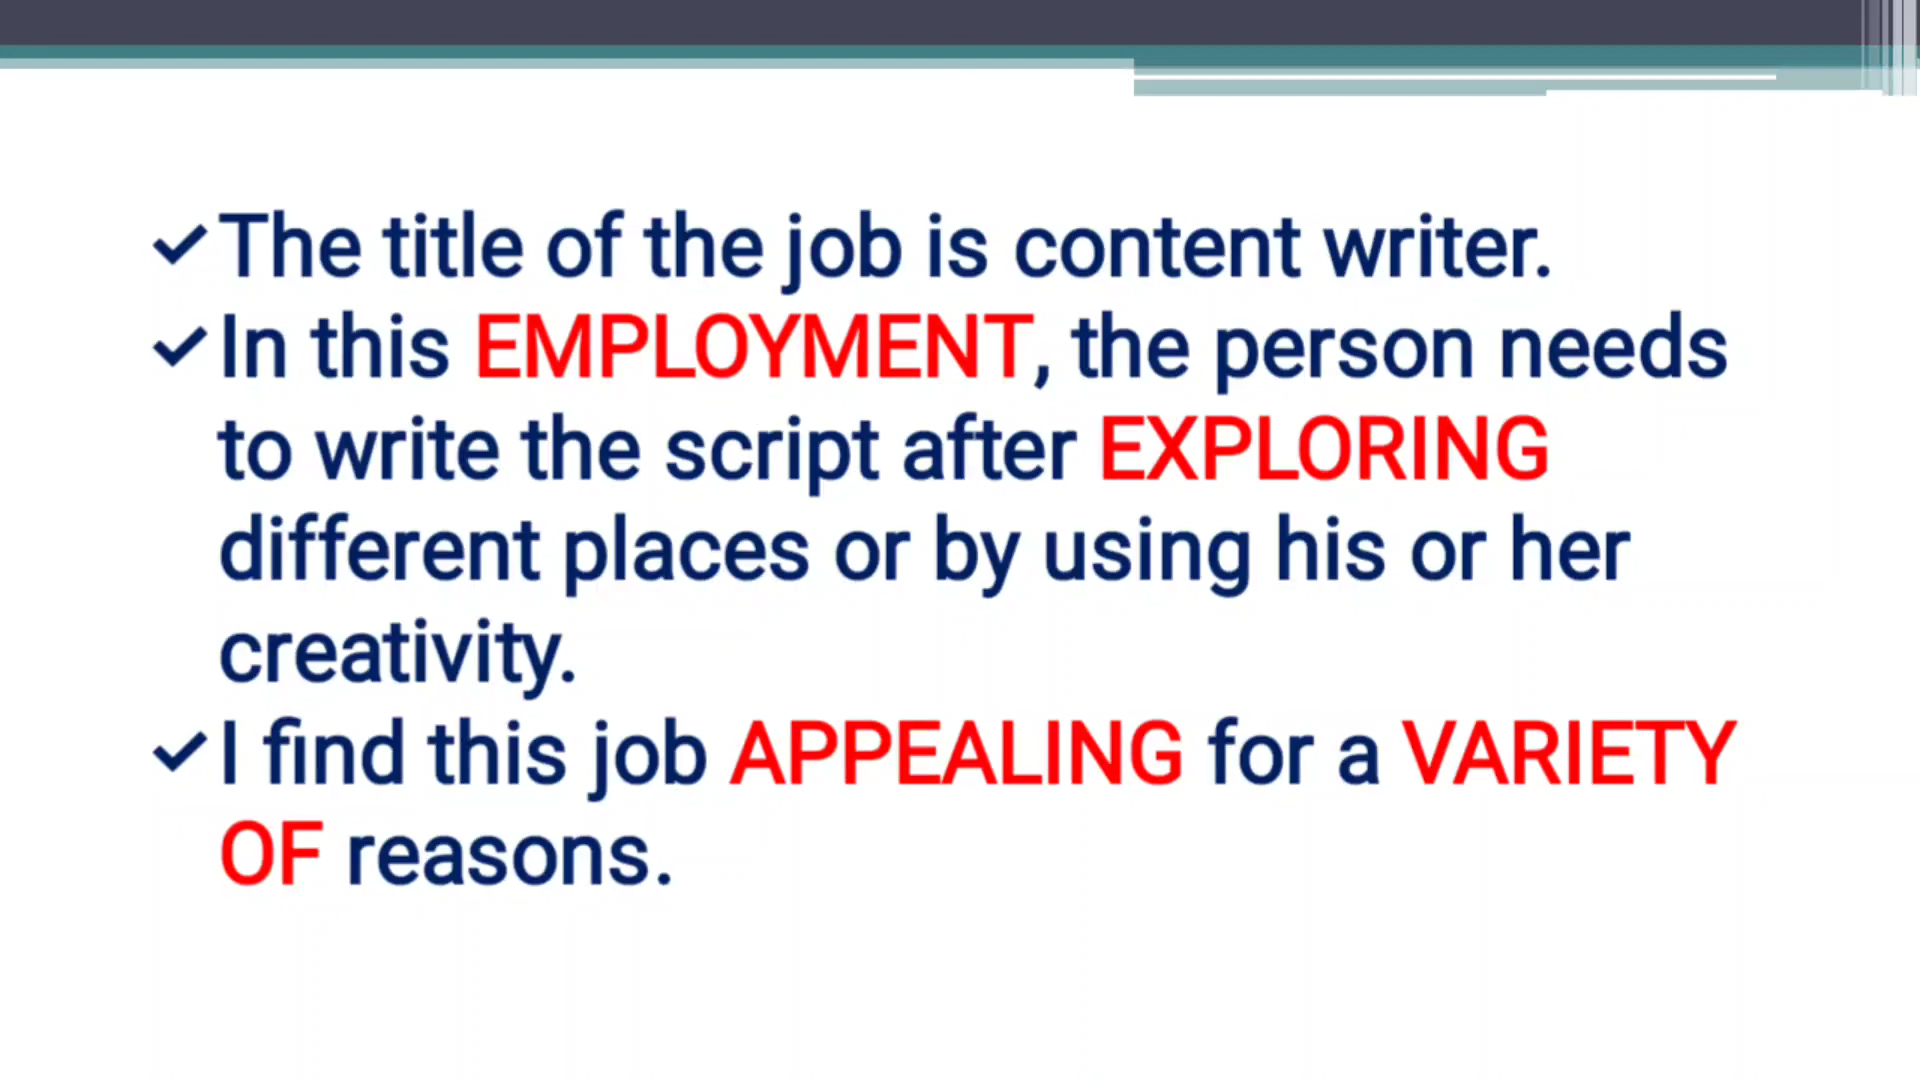 ✓The title of the job is content writer.
✓In this EMPLOYMENT, the person needs
to write the script after EXPLORING
different places or by using his or her
creativity.
✓I find this job APPEALING for a VARIETY
OF reasons.